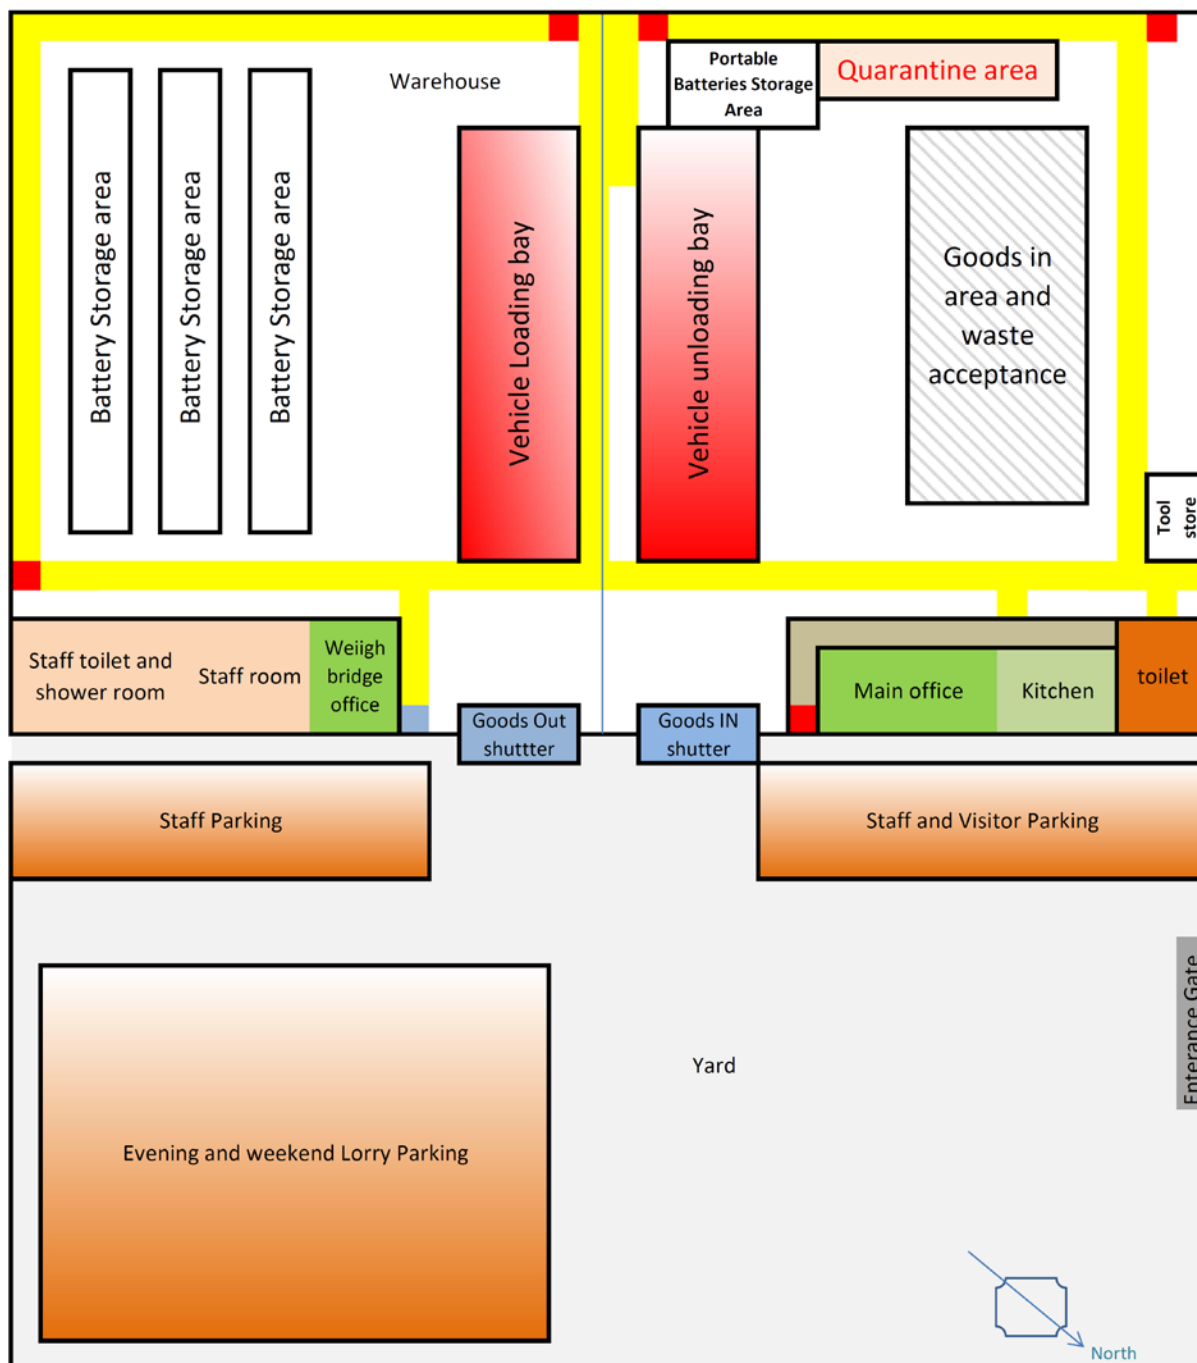 Warehouse
Portable
Batteries Storage
Area
Quarantine area
Battery Storage area
Battery Storage area
Battery Storage area
Vehicle Loading bay
Vehicle unloading bay
Goods in
area and
waste
acceptance
Tool
store
Staff toilet and
shower room
Staff room
Weiigh
bridge
office
Goods Out
shuttter
Goods IN
shutter
Main office
Kitchen
toilet
Staff Parking
Staff and Visitor Parking
Enterance Gate
Yard
Evening and weekend Lorry Parking
North